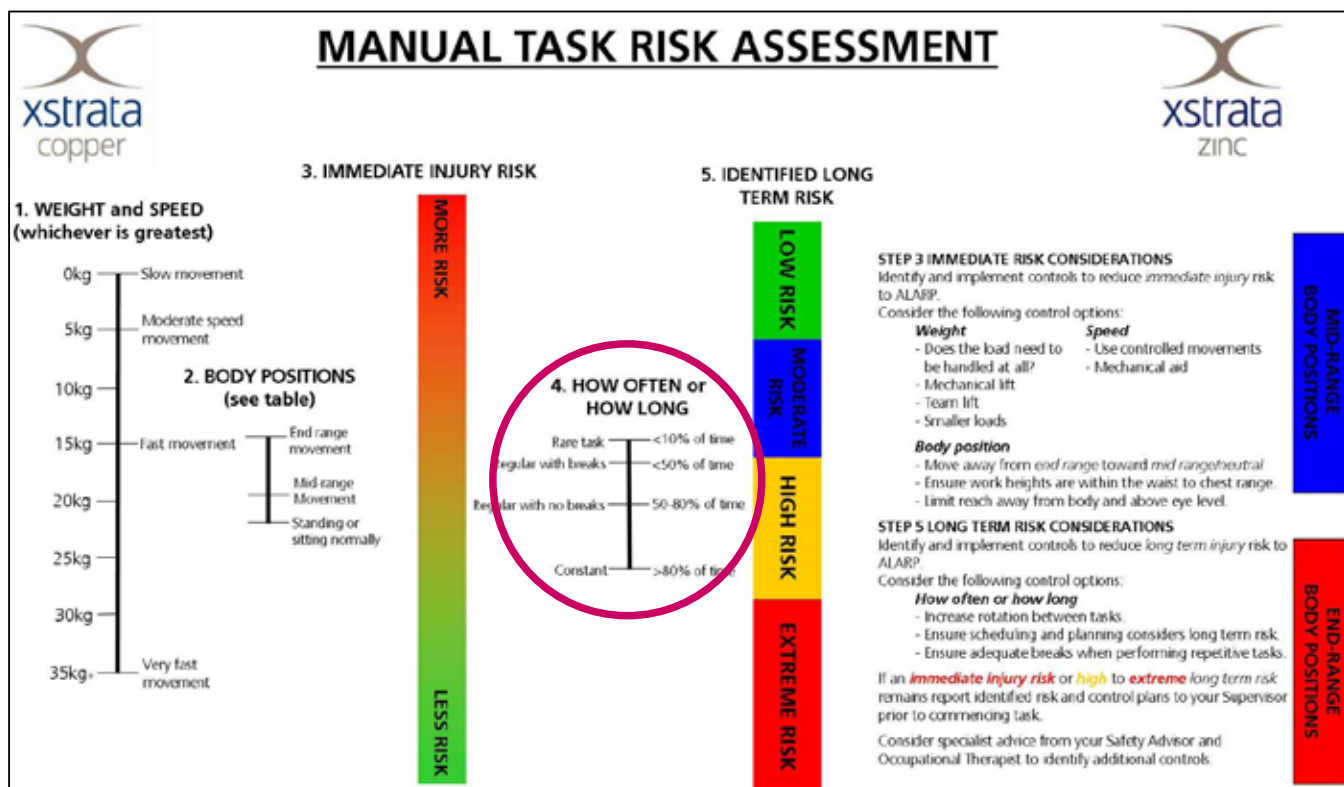 xstrata
copper
MANUAL TASK RISK ASSESSMENT
xstrata
zinc
1. WEIGHT and SPEED
(whichever is greatest)
0kg
Slow movement
5kg
Moderate speed
movement
10kg
15kg
Fast movement
20kg
25kg
30kg
35kg+
Very fast
movement
2. BODY POSITIONS
(see table)
End range
movement
Mid-range
Movement
Standing or
sitting normally
3. IMMEDIATE INJURY RISK
MORE RISK
LESS RISK
4. HOW OFTEN or
HOW LONG
Rare task
<10% of time
Regular with breaks
<50% of time
Regular with no breaks
50-80% of time
Constant
>80% of time
5. IDENTIFIED LONG
TERM RISK
LOW RISK
MODERATE
RISK
HIGH RISK
EXTREME RISK
STEP 3 IMMEDIATE RISK CONSIDERATIONS
Identify and implement controls to reduce immediate injury risk
to ALARP.
Consider the following control options:
Weight
- Does the load need to
be handled at all?
- Mechanical lift
- Team lift
- Smaller loads
Speed
- Use controlled movements
- Mechanical aid
Body position
- Move away from end range toward mid range/neutral.
- Ensure work heights are within the waist to chest range.
- Limit reach away from body and above eye level.
STEP 5 LONG TERM RISK CONSIDERATIONS
Identify and implement controls to reduce long term injury risk to
ALARP.
Consider the following control options:
How often or how long
- Increase rotation between tasks.
- Ensure scheduling and planning considers long term risk.
- Ensure adequate breaks when performing repetitive tasks.
If an immediate injury risk or high to extreme long term risk
remains report identified risk and control plans to your Supervisor
prior to commencing task.
Consider specialist advice from your Safety Advisor and
Occupational Therapist to identify additional controls.
MID-RANGE
BODY POSITIONS
END-RANGE
BODY POSITIONS